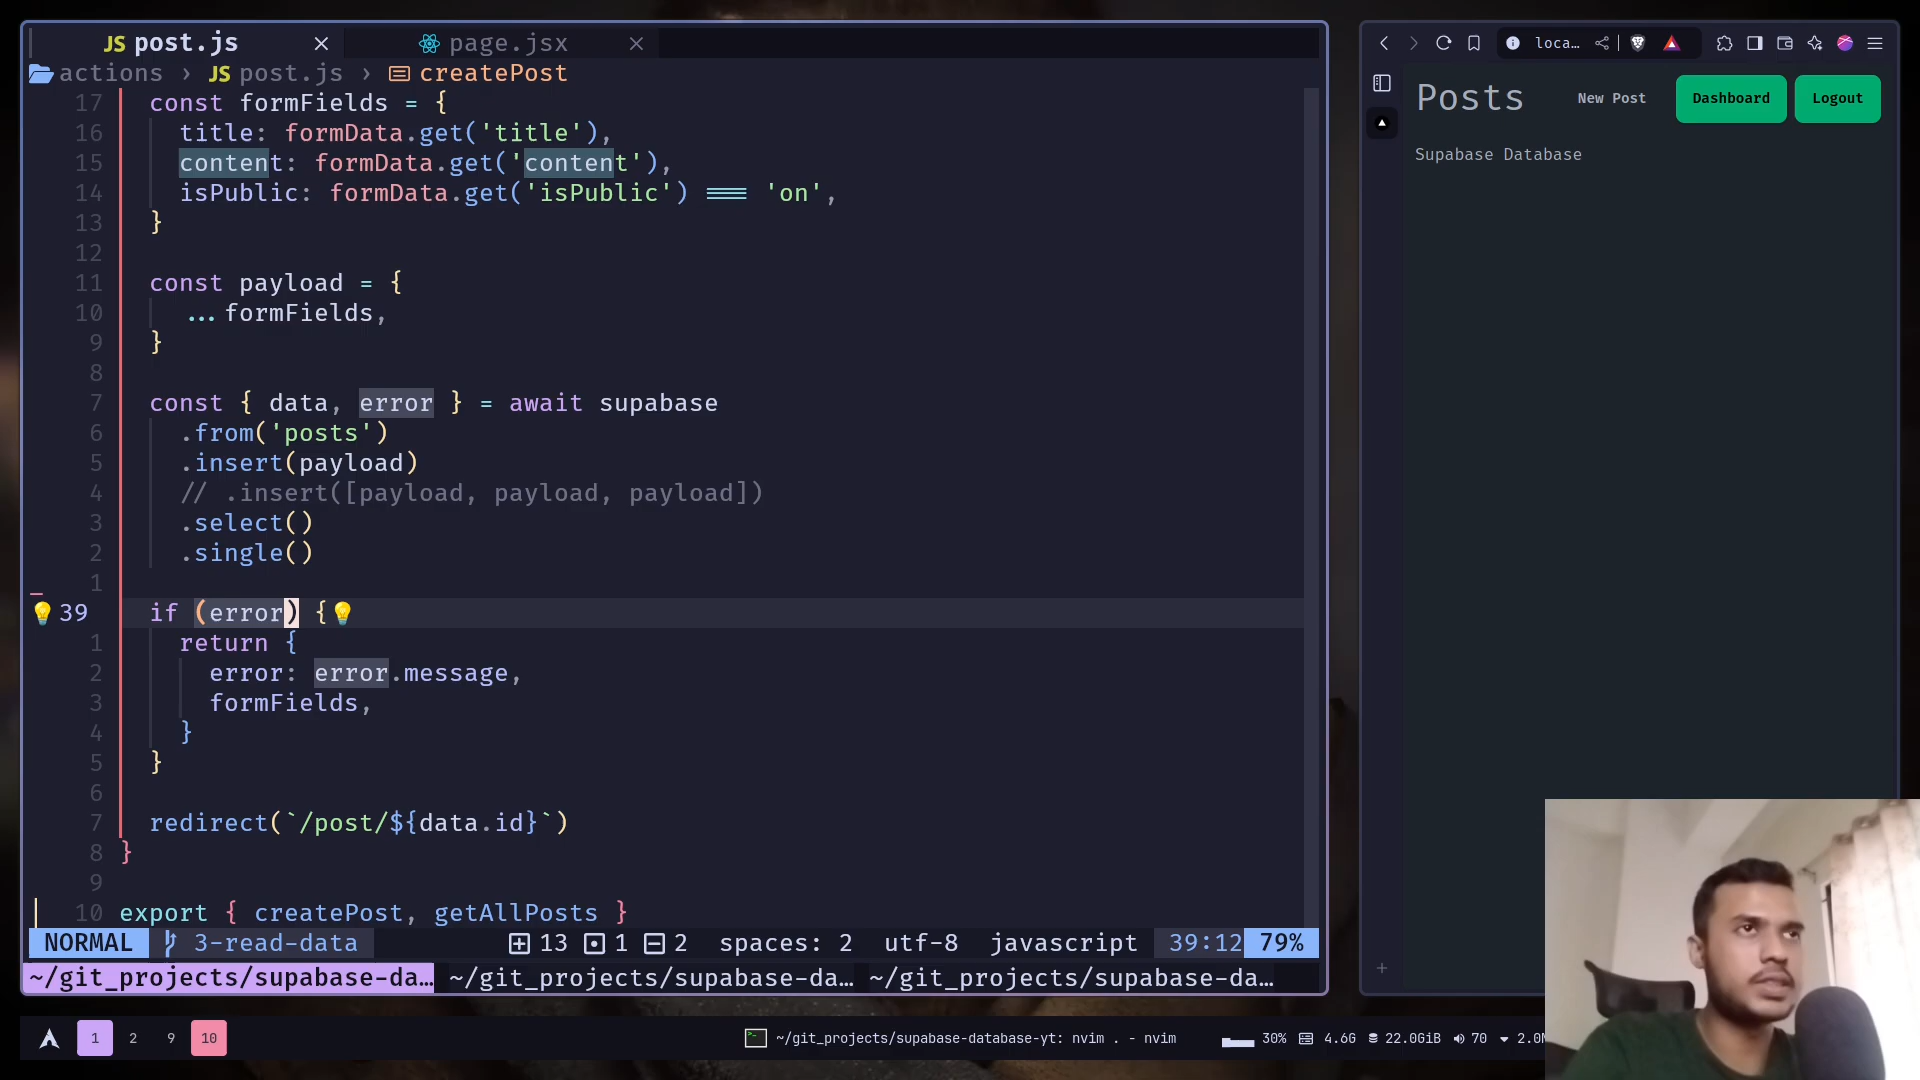 JS post.js × page.jsx ×
actions › JS post.js › createPost
17 const formFields = {
16 title: formData.get('title'),
15 content: formData.get('content'),
14 isPublic: formData.get('isPublic') === 'on',
13 }
12
11 const payload = {
10 ...formFields,
9 }
8
7 const { data, error } = await supabase
6 .from('posts')
5 .insert(payload)
4 // .insert([payload, payload, payload])
3 .select()
2 .single()
1
39 if (error) {
1 return {
2 error: error.message,
3 formFields,
4 }
5 }
6
7 redirect(`/post/${data.id}`)
8 }
9
10 export { createPost, getAllPosts }
NORMAL 3-read-data 13 1 2 spaces: 2 utf-8 javascript 39:12 79%
~/git_projects/supabase-da… ~/git_projects/supabase-da… ~/git_projects/supabase-da…
loca…
Posts New Post Dashboard Logout
Supabase Database
1 2 9 10 ~/git_projects/supabase-database-yt: nvim . - nvim 30% 4.6G 22.0GiB 70